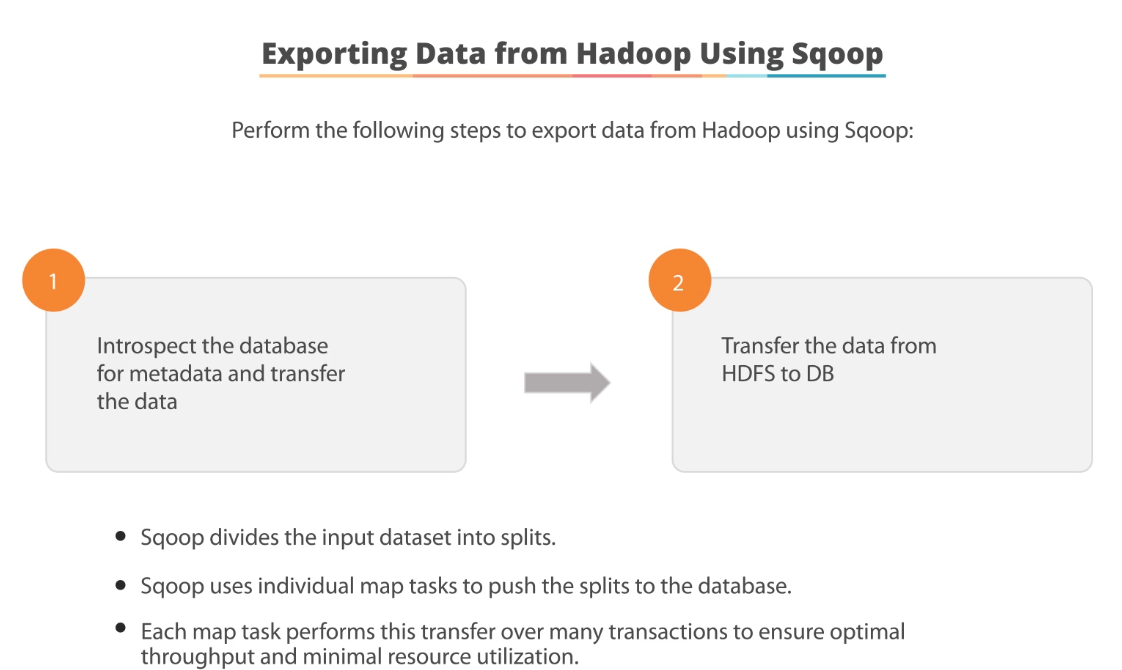 Exporting Data from Hadoop Using Sqoop
Perform the following steps to export data from Hadoop using Sqoop:
1
Introspect the database
for metadata and transfer
the data
2
Transfer the data from
HDFS to DB
• Sqoop divides the input dataset into splits.
• Sqoop uses individual map tasks to push the splits to the database.
• Each map task performs this transfer over many transactions to ensure optimal
throughput and minimal resource utilization.